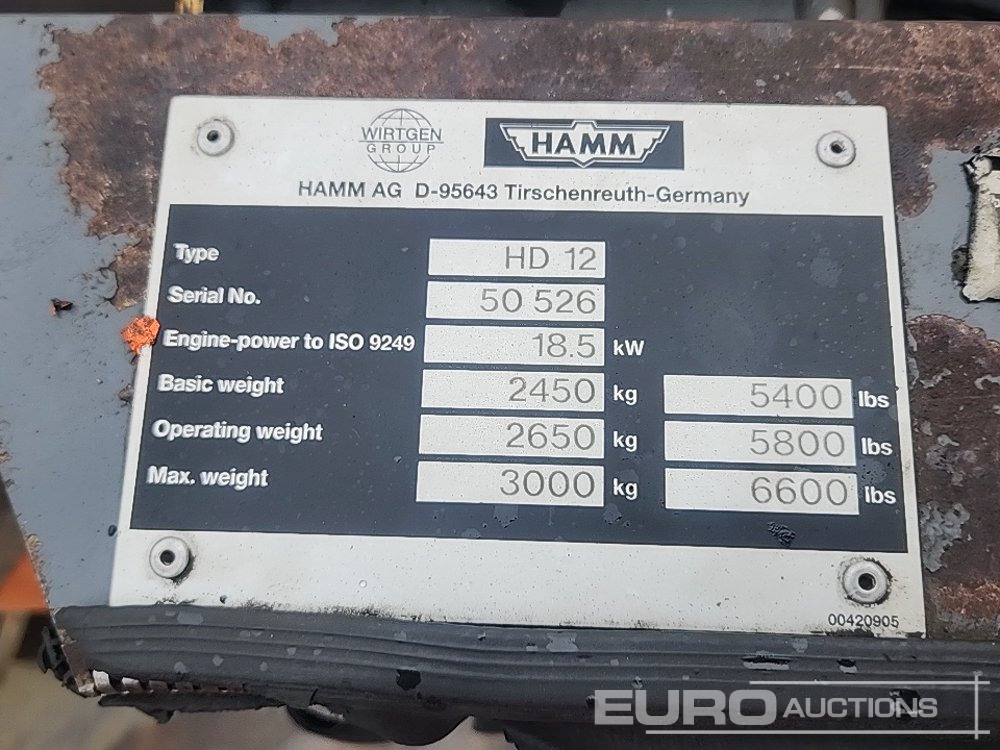 WIRTGEN
GROUP
HAMM
HAMM AG D-95643 Tirschenreuth-Germany
Type HD 12
Serial No. 50 526
Engine-power to ISO 9249 18.5 kW
Basic weight 2450 kg 5400 lbs
Operating weight 2650 kg 5800 lbs
Max. weight 3000 kg 6600 lbs
00420905
EURO AUCTIONS